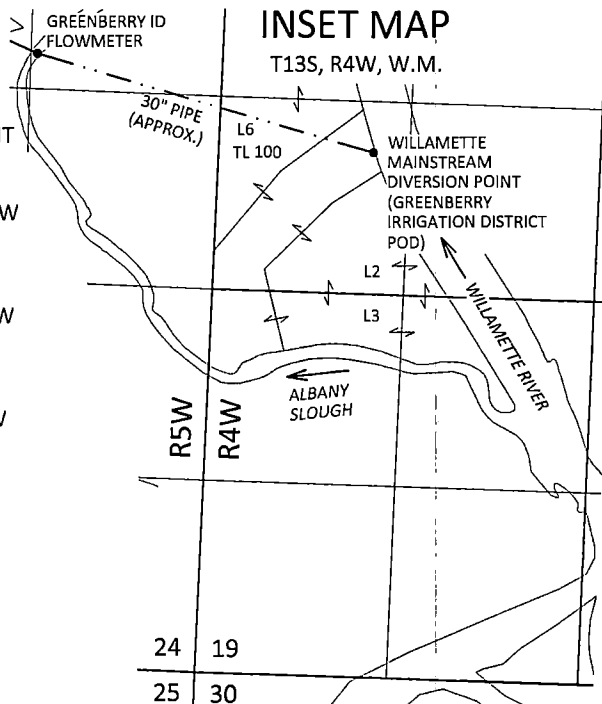 INSET MAP
T13S, R4W, W.M.
GREENBERRY ID
FLOWMETER
30" PIPE
(APPROX.)
L6
TL 100
WILLAMETTE
MAINSTREAM
DIVERSION POINT
(GREENBERRY
IRRIGATION DISTRICT
POD)
L2
L3
WILLAMETTE RIVER
ALBANY
SLOUGH
R5W
R4W
24 19
25 30